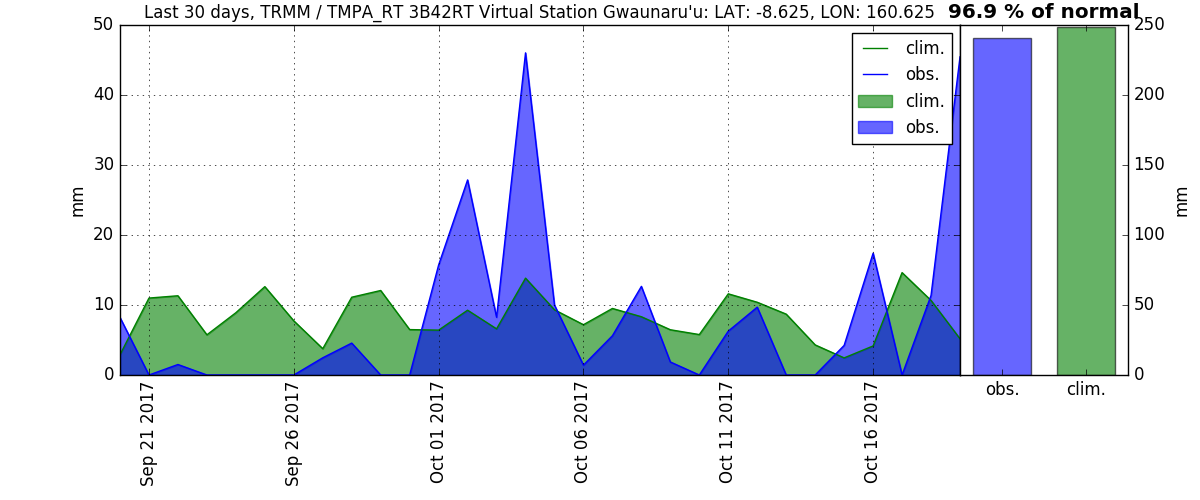 Last 30 days, TRMM / TMPA_RT 3B42RT Virtual Station Gwaunaru'u: LAT: -8.625, LON: 160.625 96.9 % of normal
50
40
30
20
10
0
mm
clim.
obs.
clim.
obs.
250
200
150
100
50
0
mm
Sep 21 2017
Sep 26 2017
Oct 01 2017
Oct 06 2017
Oct 11 2017
Oct 16 2017
obs. clim.